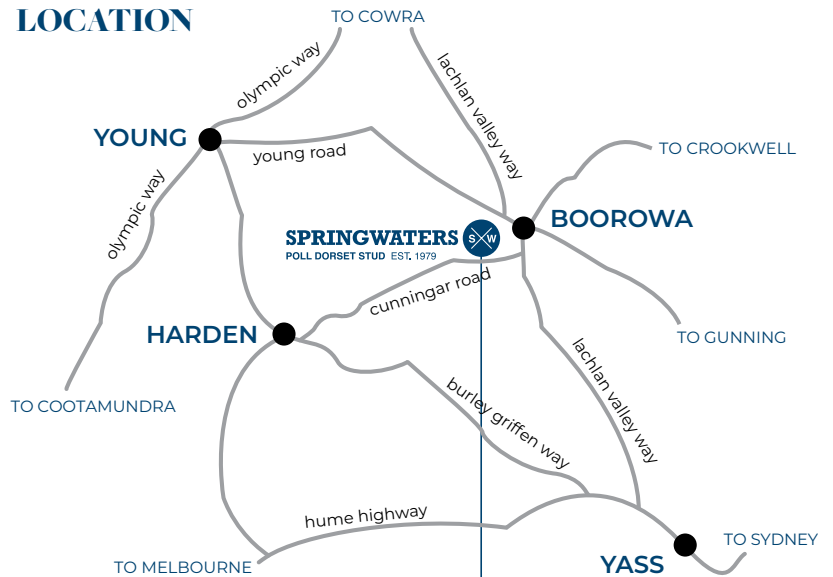 LOCATION
TO COWRA
olympic way
lachlan valley way
YOUNG
young road
TO CROOKWELL
olympic way
BOOROWA
SPRINGWATERS
S W
POLL DORSET STUD EST. 1979
cunningar road
HARDEN
TO GUNNING
lachlan valley way
burley griffen way
TO COOTAMUNDRA
hume highway
TO SYDNEY
TO MELBOURNE
YASS